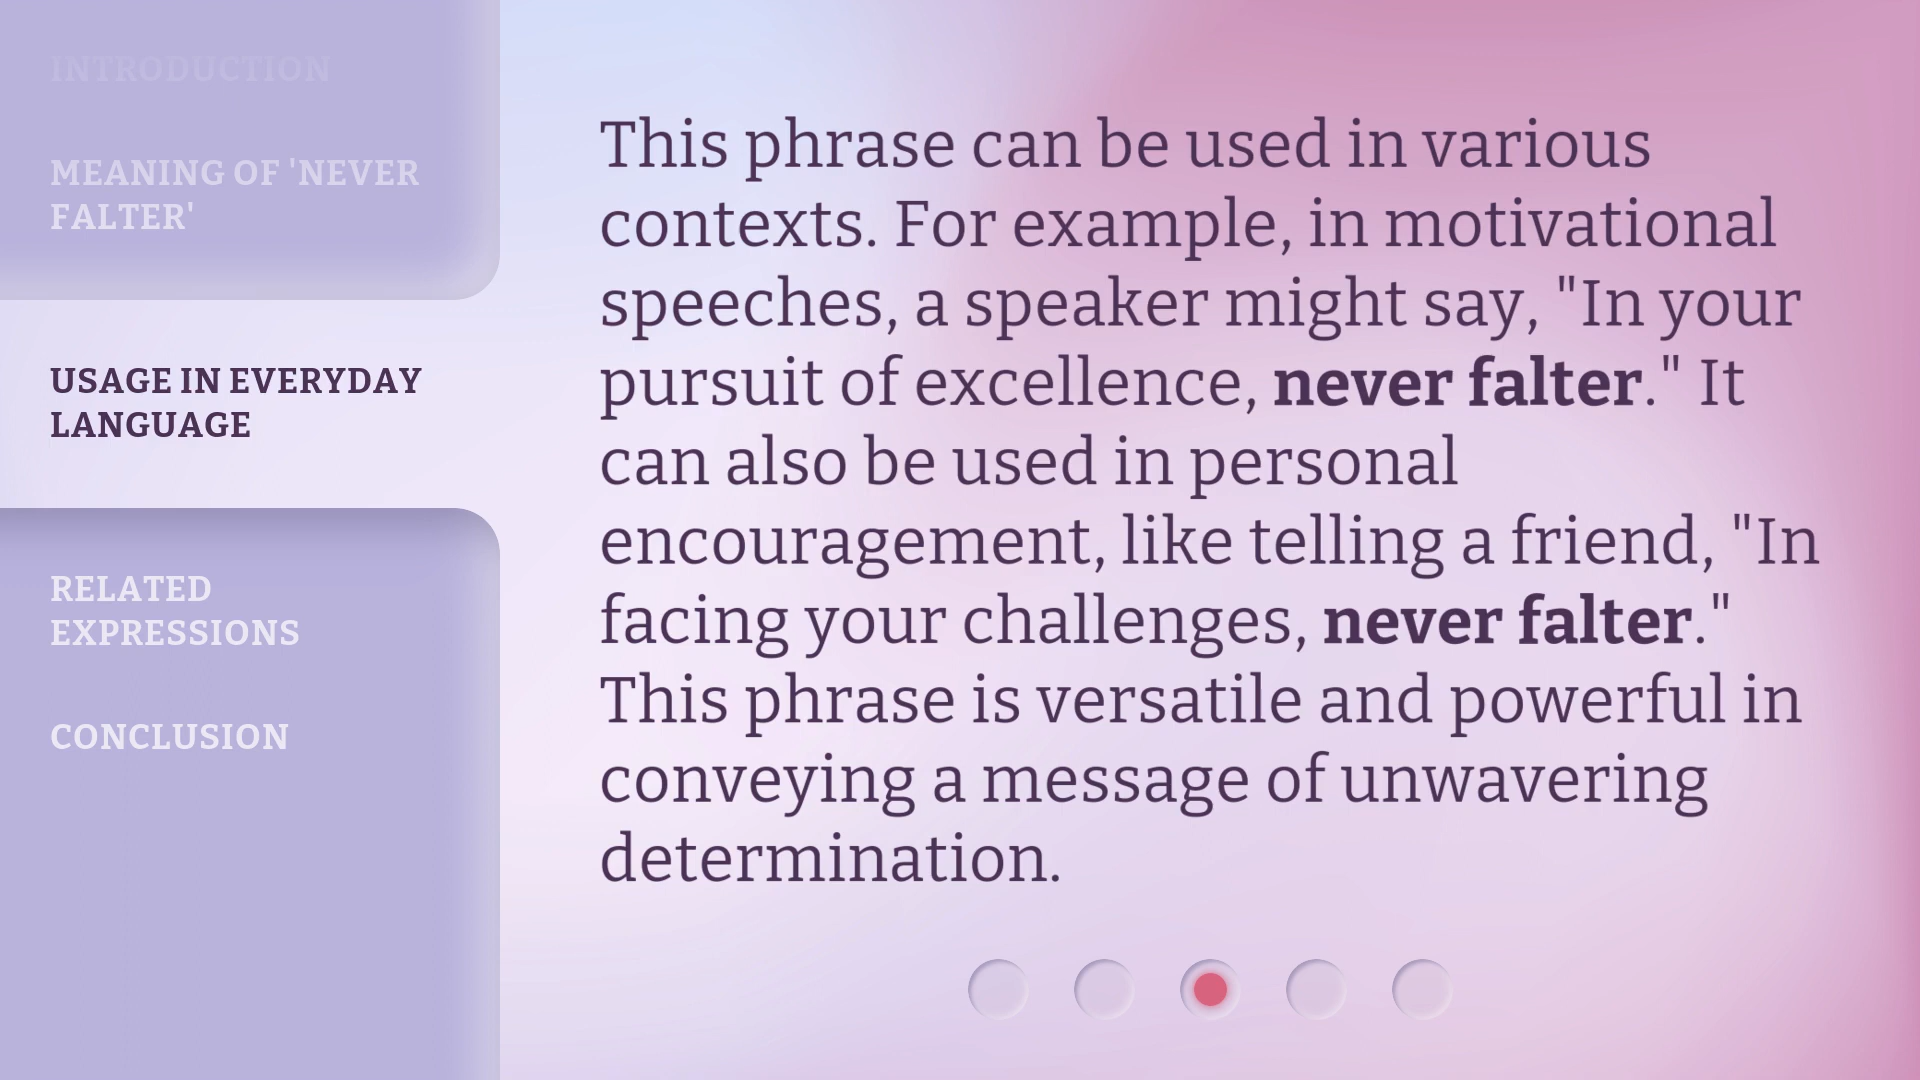 INTRODUCTION
MEANING OF 'NEVER
FALTER'
USAGE IN EVERYDAY
LANGUAGE
RELATED
EXPRESSIONS
CONCLUSION
This phrase can be used in various
contexts. For example, in motivational
speeches, a speaker might say, "In your
pursuit of excellence, never falter." It
can also be used in personal
encouragement, like telling a friend, "In
facing your challenges, never falter."
This phrase is versatile and powerful in
conveying a message of unwavering
determination.